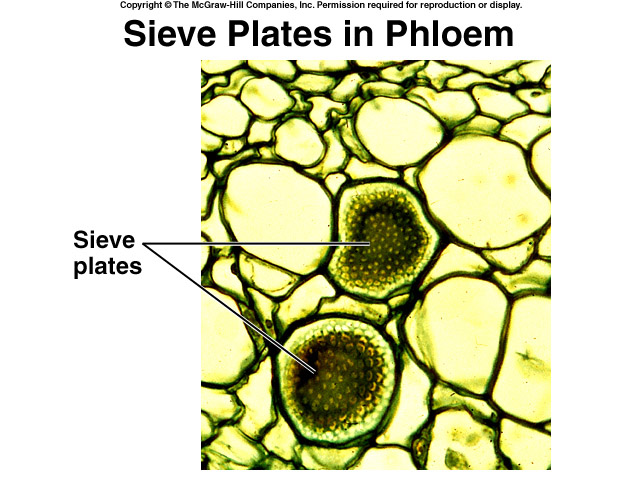 Copyright © The McGraw-Hill Companies, Inc. Permission required for reproduction or display.
Sieve Plates in Phloem
Sieve
plates